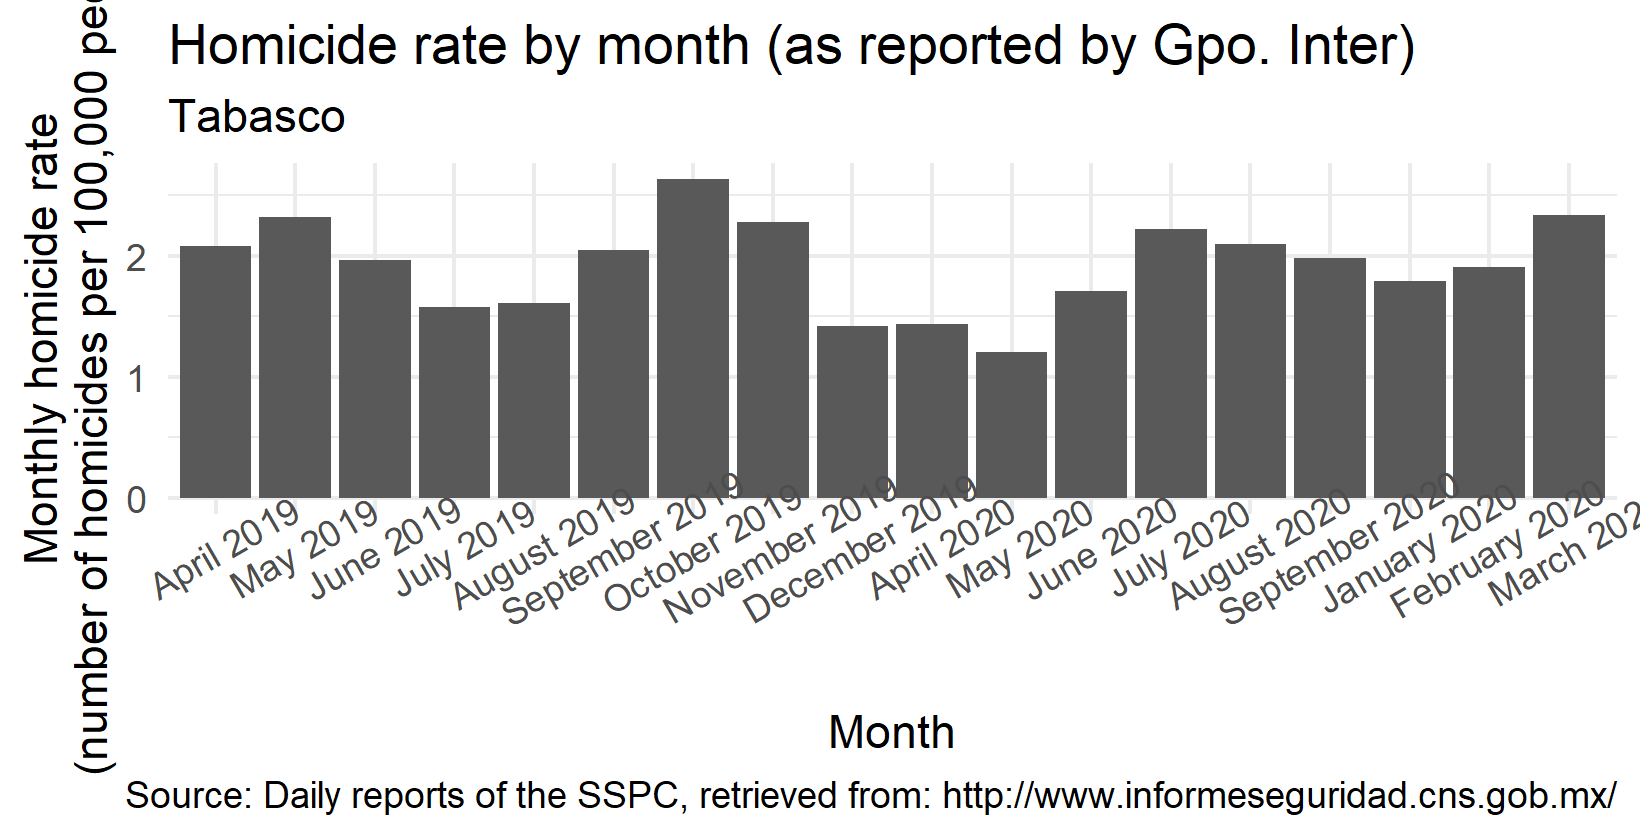 Homicide rate by month (as reported by Gpo. Inter)
Tabasco
Monthly homicide rate
(number of homicides per 100,000
2
1
0
April 2019
May 2019
June 2019
July 2019
August 2019
September 2019
October 2019
November 2019
December 2019
April 2020
May 2020
June 2020
July 2020
August 2020
September 2020
January 2020
February 2020
March 202
Month
Source: Daily reports of the SSPC, retrieved from: http://www.informeseguridad.cns.gob.mx/